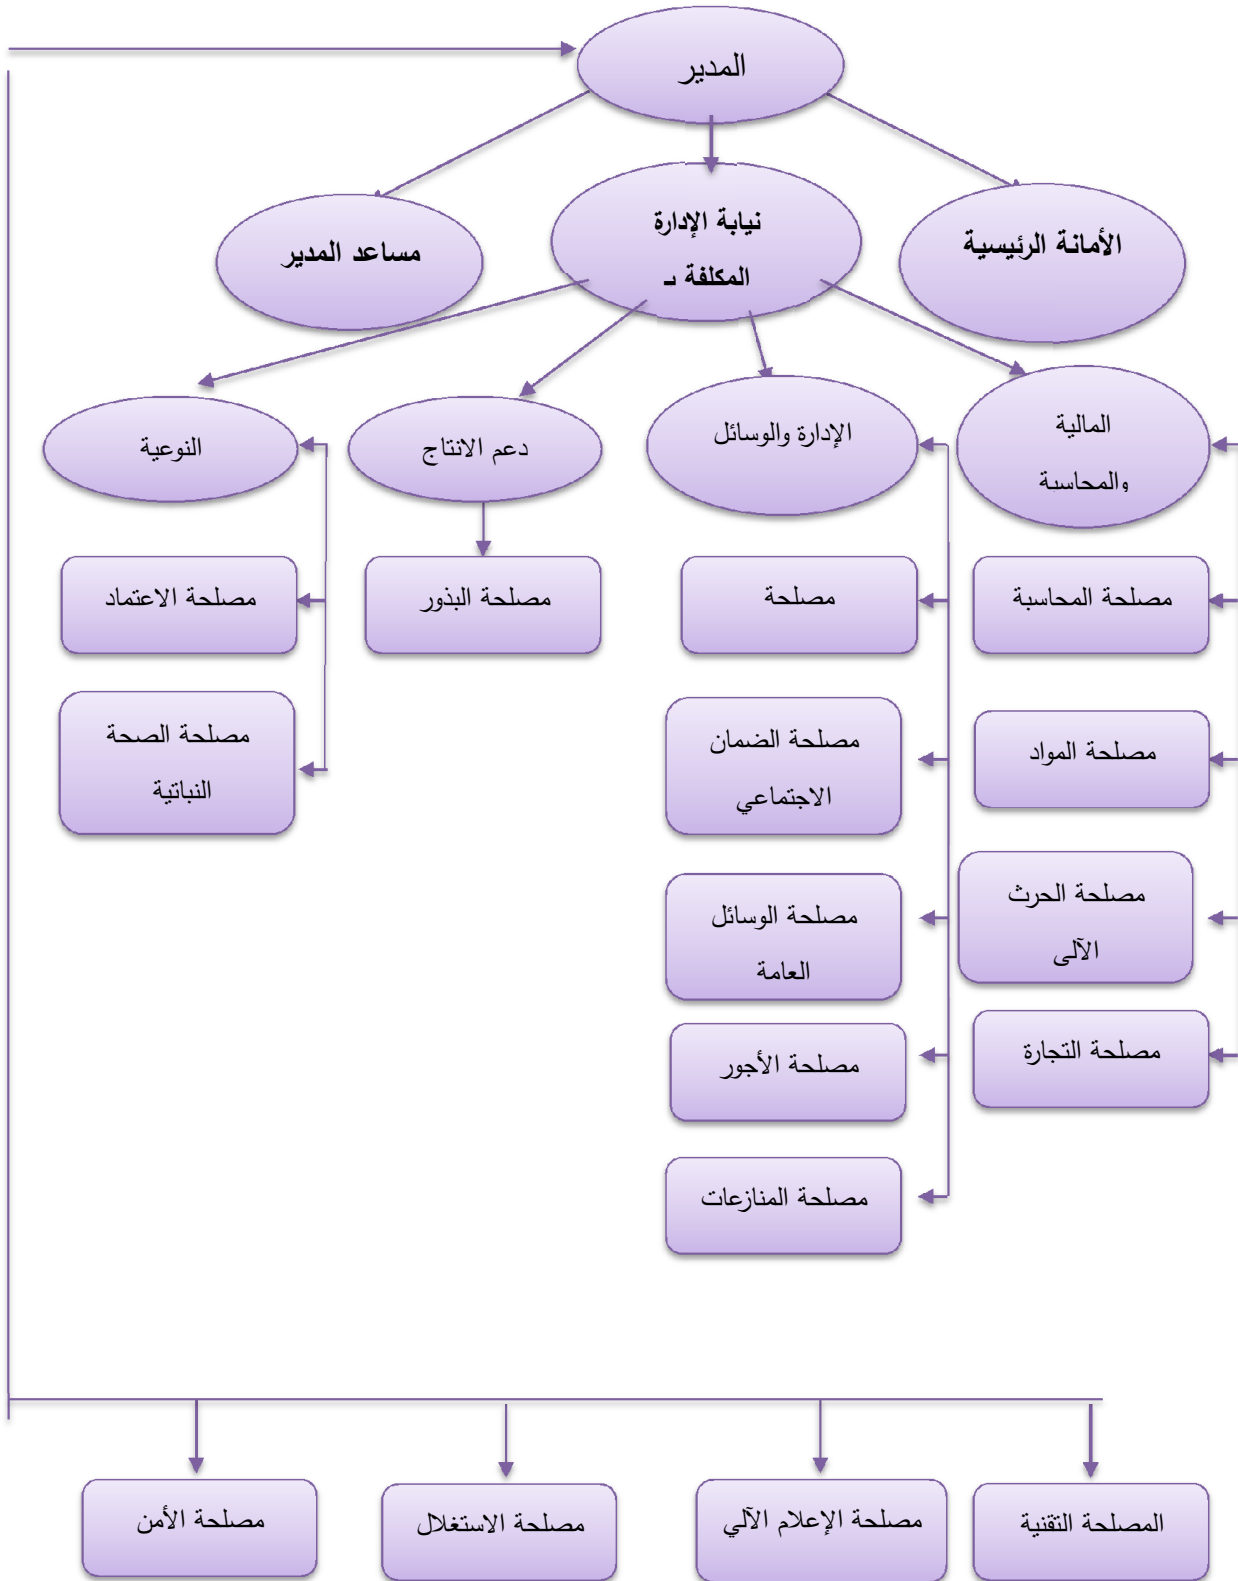 المدير
الأمانة الرئيسية
نيابة الإدارة
المكلفة بـ
مساعد المدير
المالية
والمحاسبة
الإدارة والوسائل
دعم الانتاج
النوعية
مصلحة المحاسبة
مصلحة
مصلحة البذور
مصلحة الاعتماد
مصلحة المواد
مصلحة الضمان
الاجتماعي
مصلحة الصحة
النباتية
مصلحة الحرث
الآلى
مصلحة الوسائل
العامة
مصلحة التجارة
مصلحة الأجور
مصلحة المنازعات
المصلحة التقنية
مصلحة الإعلام الآلي
مصلحة الاستغلال
مصلحة الأمن